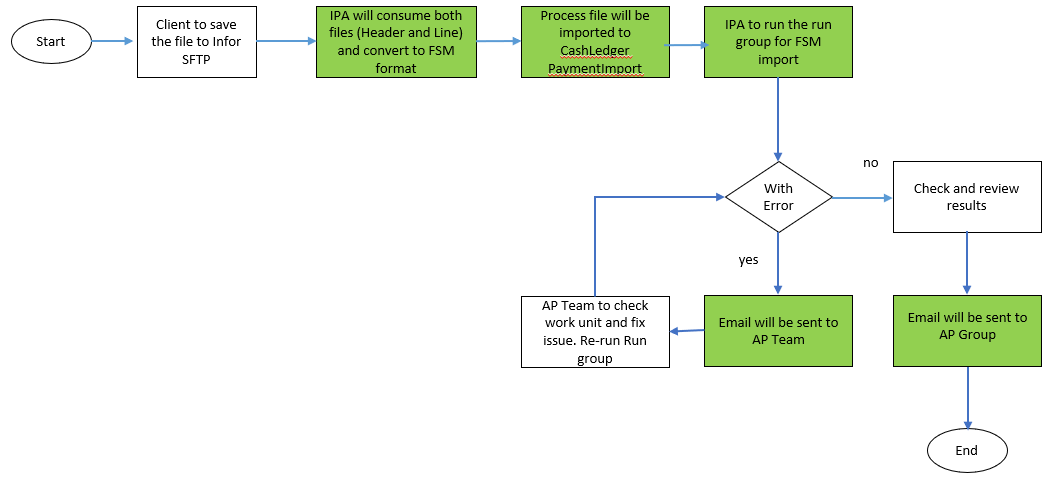 Start
Client to save
the file to Infor
SFTP
IPA will consume both
files (Header and Line)
and convert to FSM
format
Process file will be
imported to
CashLedger
PaymentImport
IPA to run the run
group for FSM
import
With
Error
no
Check and review
results
yes
AP Team to check
work unit and fix
issue. Re-run Run
group
Email will be sent to
AP Team
Email will be sent to
AP Group
End